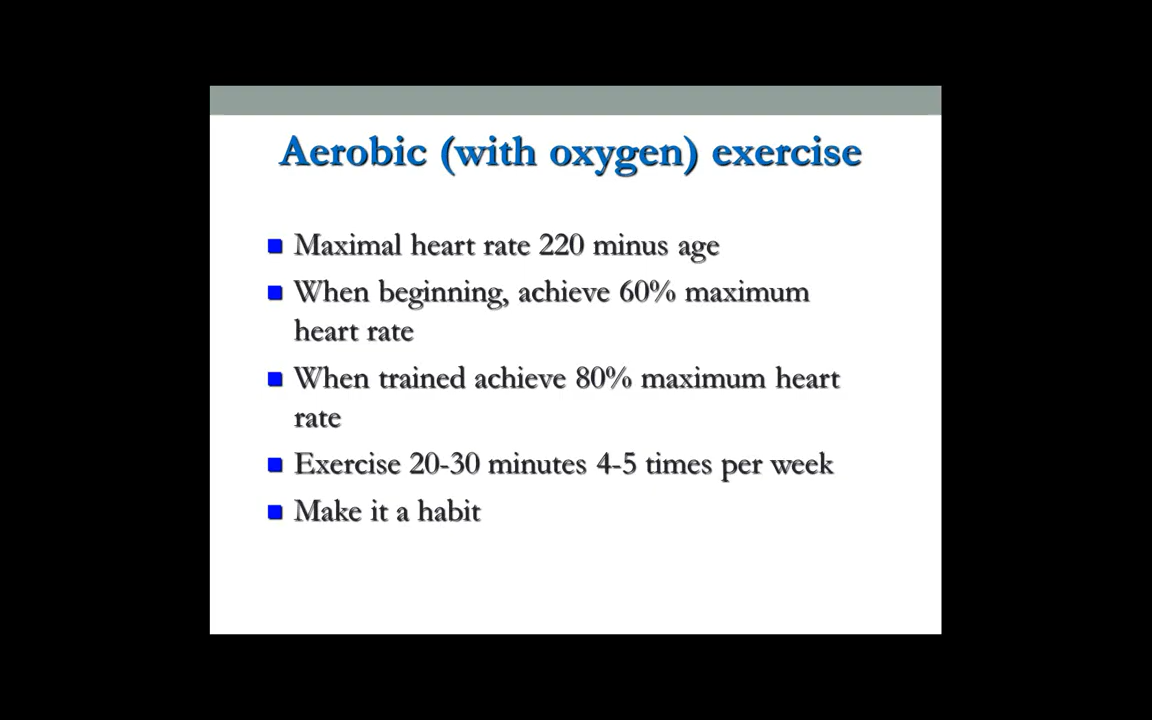 Aerobic (with oxygen) exercise
Maximal heart rate 220 minus age
When beginning, achieve 60% maximum
heart rate
When trained achieve 80% maximum heart
rate
Exercise 20-30 minutes 4-5 times per week
Make it a habit